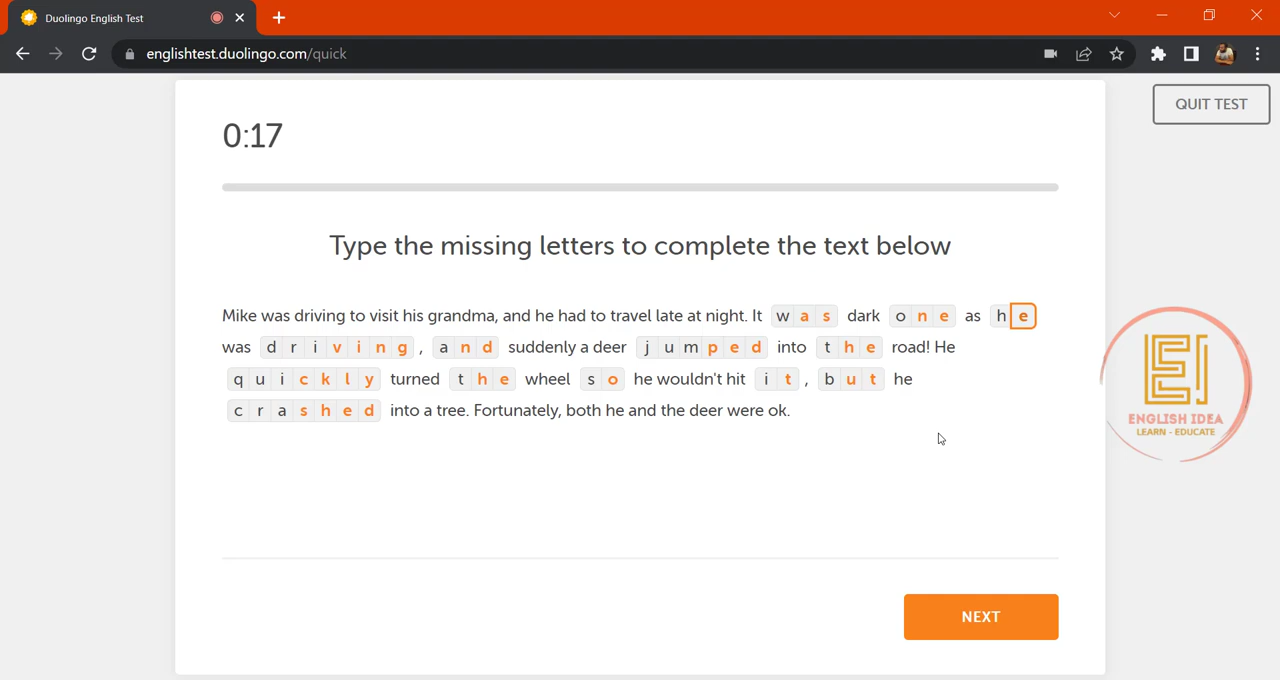 Duolingo English Test
englishtest.duolingo.com/quick
QUIT TEST
0:17
Type the missing letters to complete the text below
Mike was driving to visit his grandma, and he had to travel late at night. It was dark one as he
was driving, and suddenly a deer jumped into the road! He
quickly turned the wheel so he wouldn't hit it, but he
crashed into a tree. Fortunately, both he and the deer were ok.
EI
ENGLISH IDEA
LEARN - EDUCATE
NEXT